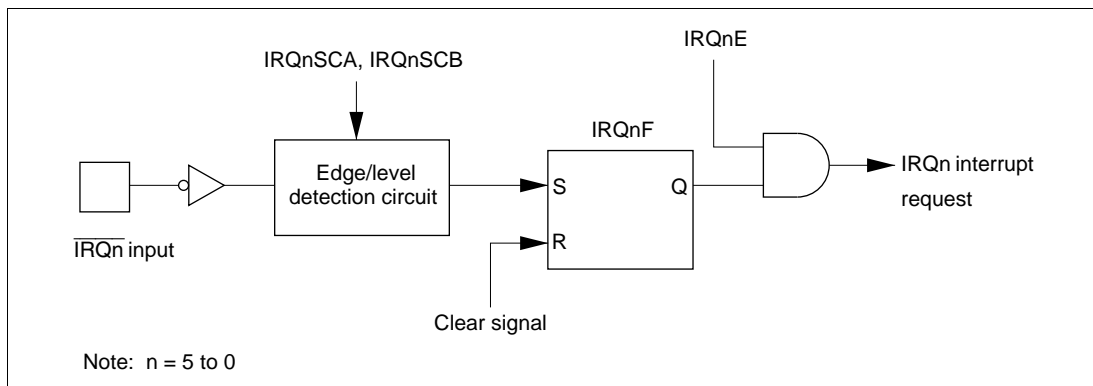 IRQnE
IRQnSCA, IRQnSCB
IRQnF
Edge/level
detection circuit
S
Q
IRQn interrupt
request
R
IRQn input
Clear signal
Note: n = 5 to 0